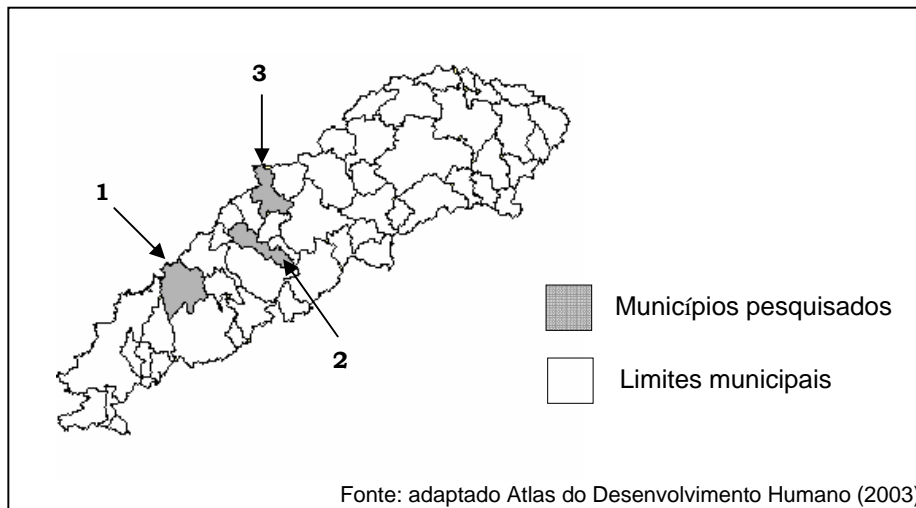 3
1
2
Municípios pesquisados
Limites municipais
Fonte: adaptado Atlas do Desenvolvimento Humano (2003)